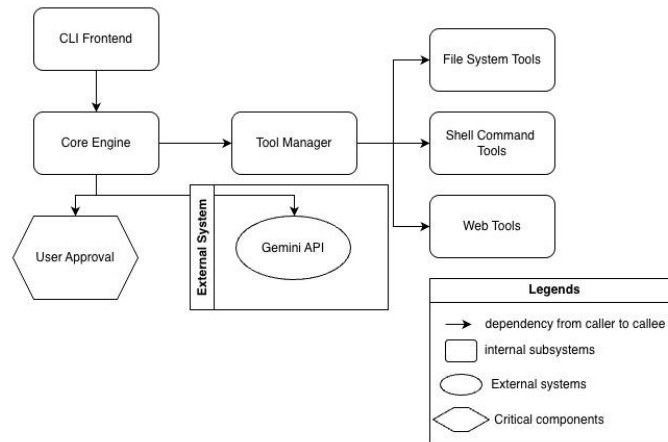 CLI Frontend
File System Tools
Core Engine
Tool Manager
Shell Command
Tools
External System
User Approval
Gemini API
Web Tools
Legends
dependency from caller to callee
internal subsystems
External systems
Critical components